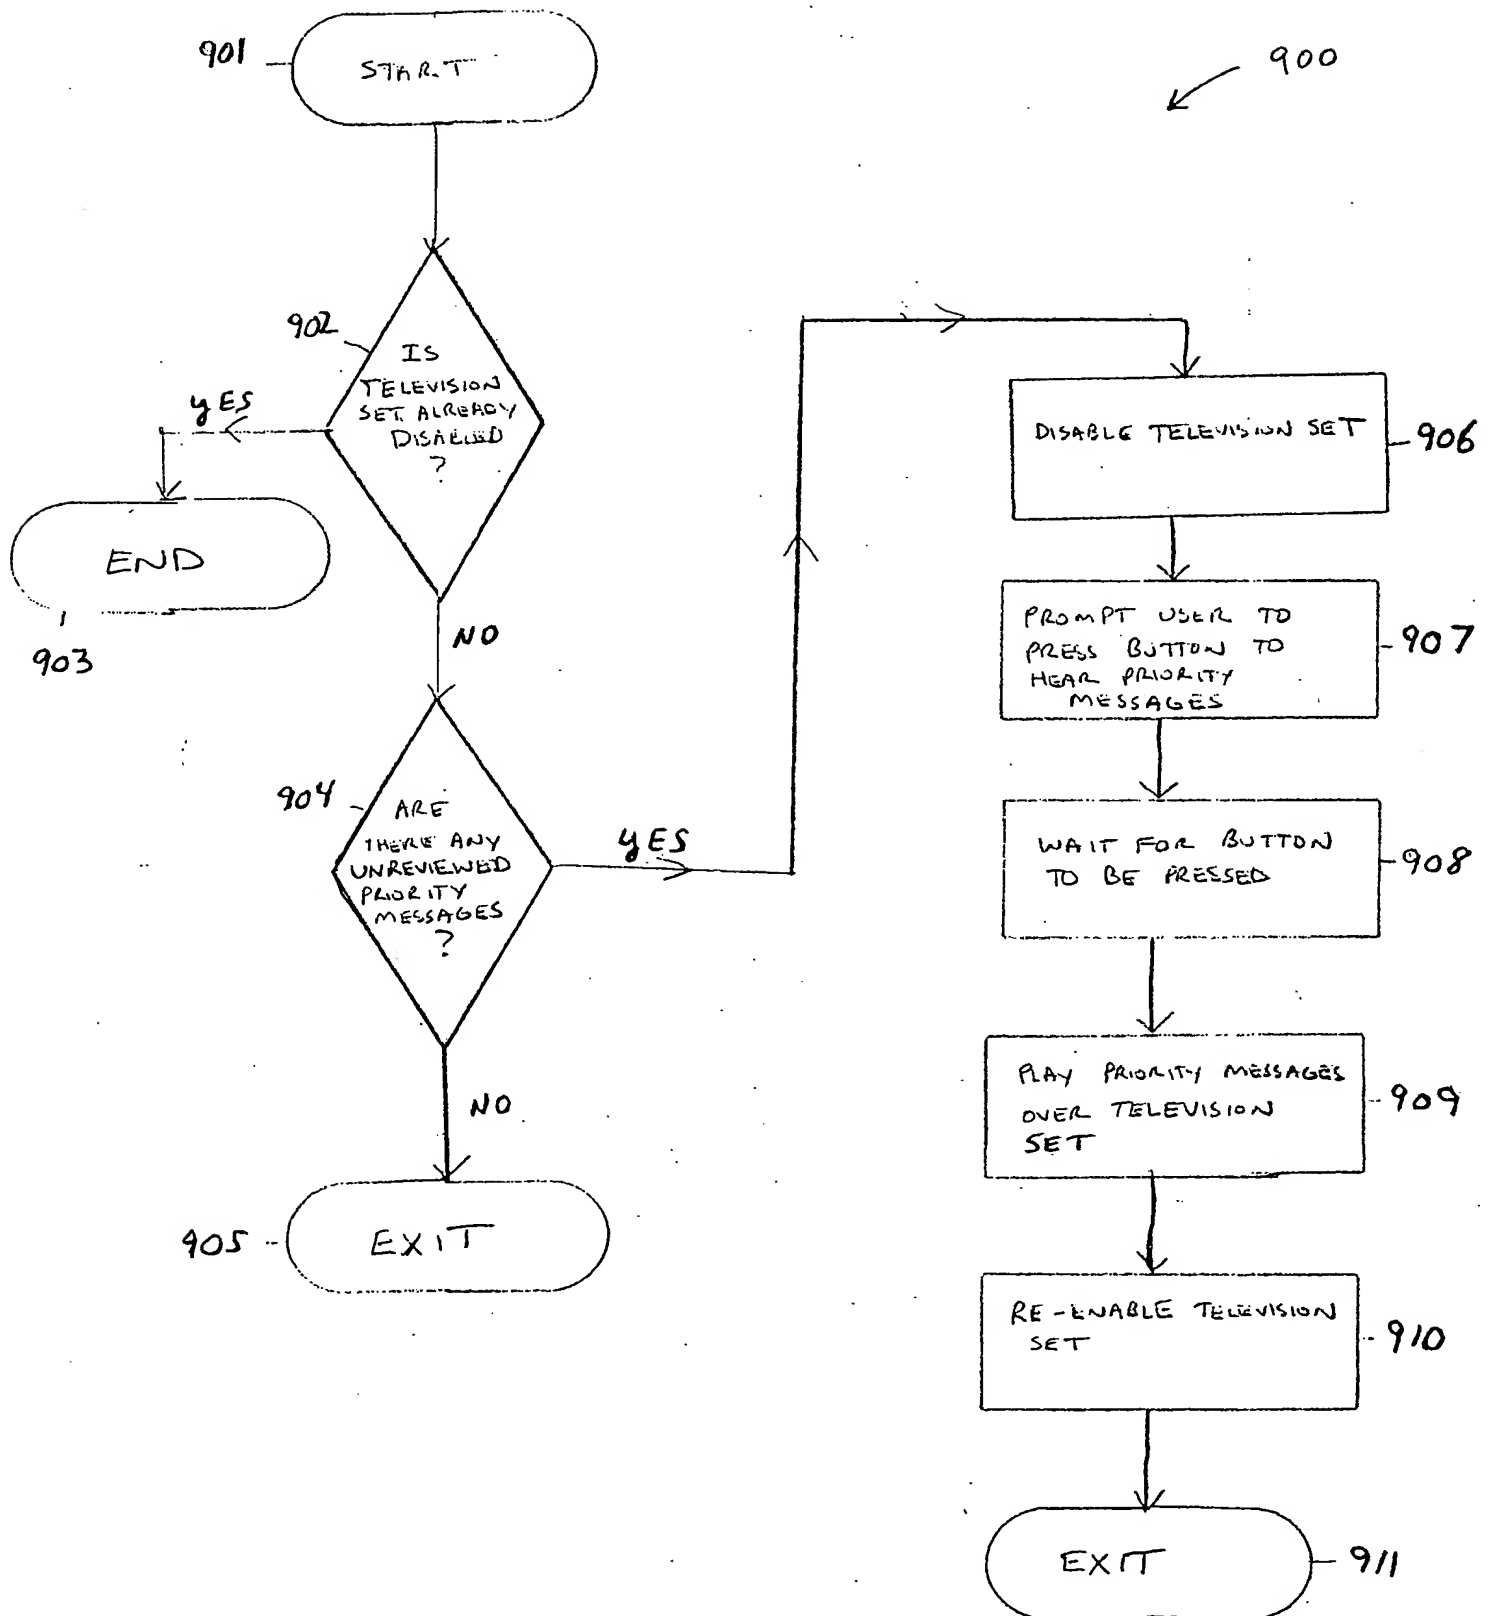 901
START
900
902
IS
TELEVISION
SET ALREADY
DISABLED
?
YES
END
903
NO
904
ARE
THERE ANY
UNREVIEWED
PRIORITY
MESSAGES
?
YES
NO
905
EXIT
DISABLE TELEVISION SET
906
PROMPT USER TO
PRESS BUTTON TO
HEAR PRIORITY
MESSAGES
907
WAIT FOR BUTTON
TO BE PRESSED
908
PLAY PRIORITY MESSAGES
OVER TELEVISION
SET
909
RE-ENABLE TELEVISION
SET
910
EXIT
911